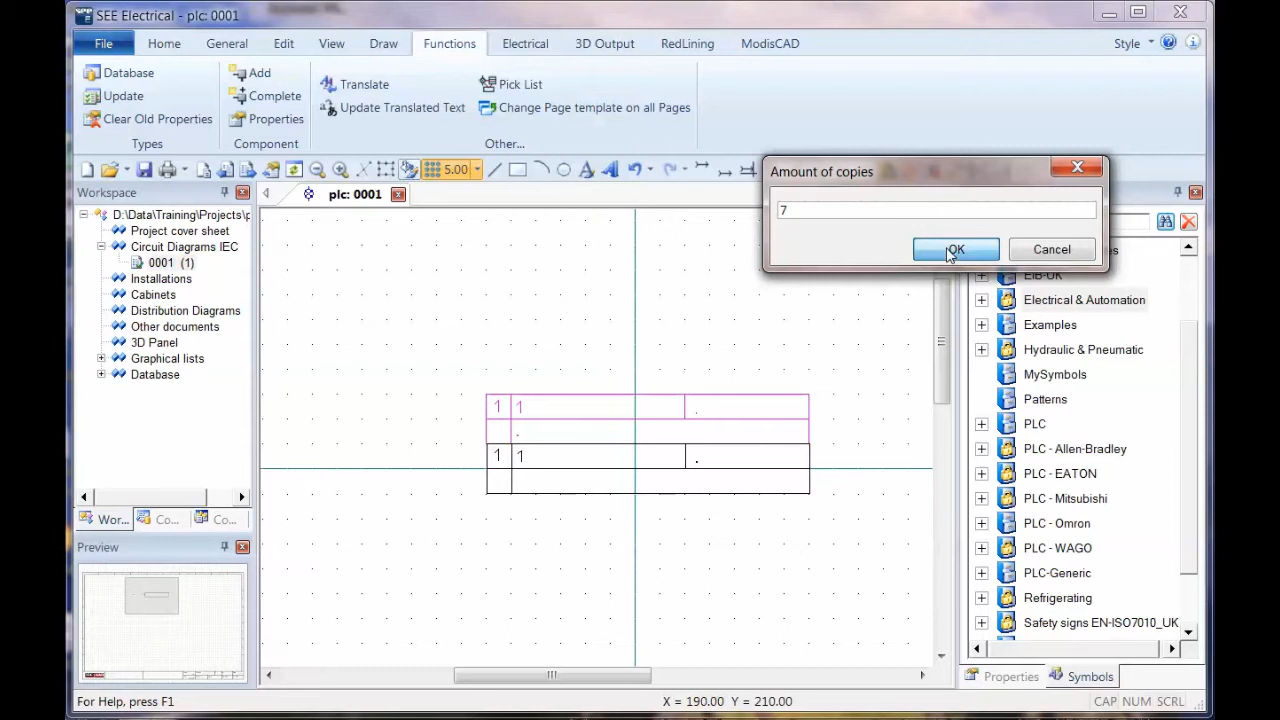 SEE Electrical - plc: 0001
File Home General Edit View Draw Functions Electrical 3D Output RedLining ModisCAD Style
Database Add Translate Pick List
Update Complete Update Translated Text Change Page template on all Pages
Clear Old Properties Properties
Types Component Other...
5.00
Amount of copies
7
OK Cancel
Workspace
plc: 0001
D:\Data\Training\Projects\p
Project cover sheet
Circuit Diagrams IEC
0001 (1)
Installations
Cabinets
Distribution Diagrams
Other documents
3D Panel
Graphical lists
Database
Wor... Co... Co...
Preview
1 1 .
.
1 1 .
EIB-UK
Electrical & Automation
Examples
Hydraulic & Pneumatic
MySymbols
Patterns
PLC
PLC - Allen-Bradley
PLC - EATON
PLC - Mitsubishi
PLC - Omron
PLC - WAGO
PLC-Generic
Refrigerating
Safety signs EN-ISO7010_UK
Properties Symbols
For Help, press F1 X = 190.00 Y = 210.00 CAP NUM SCRL